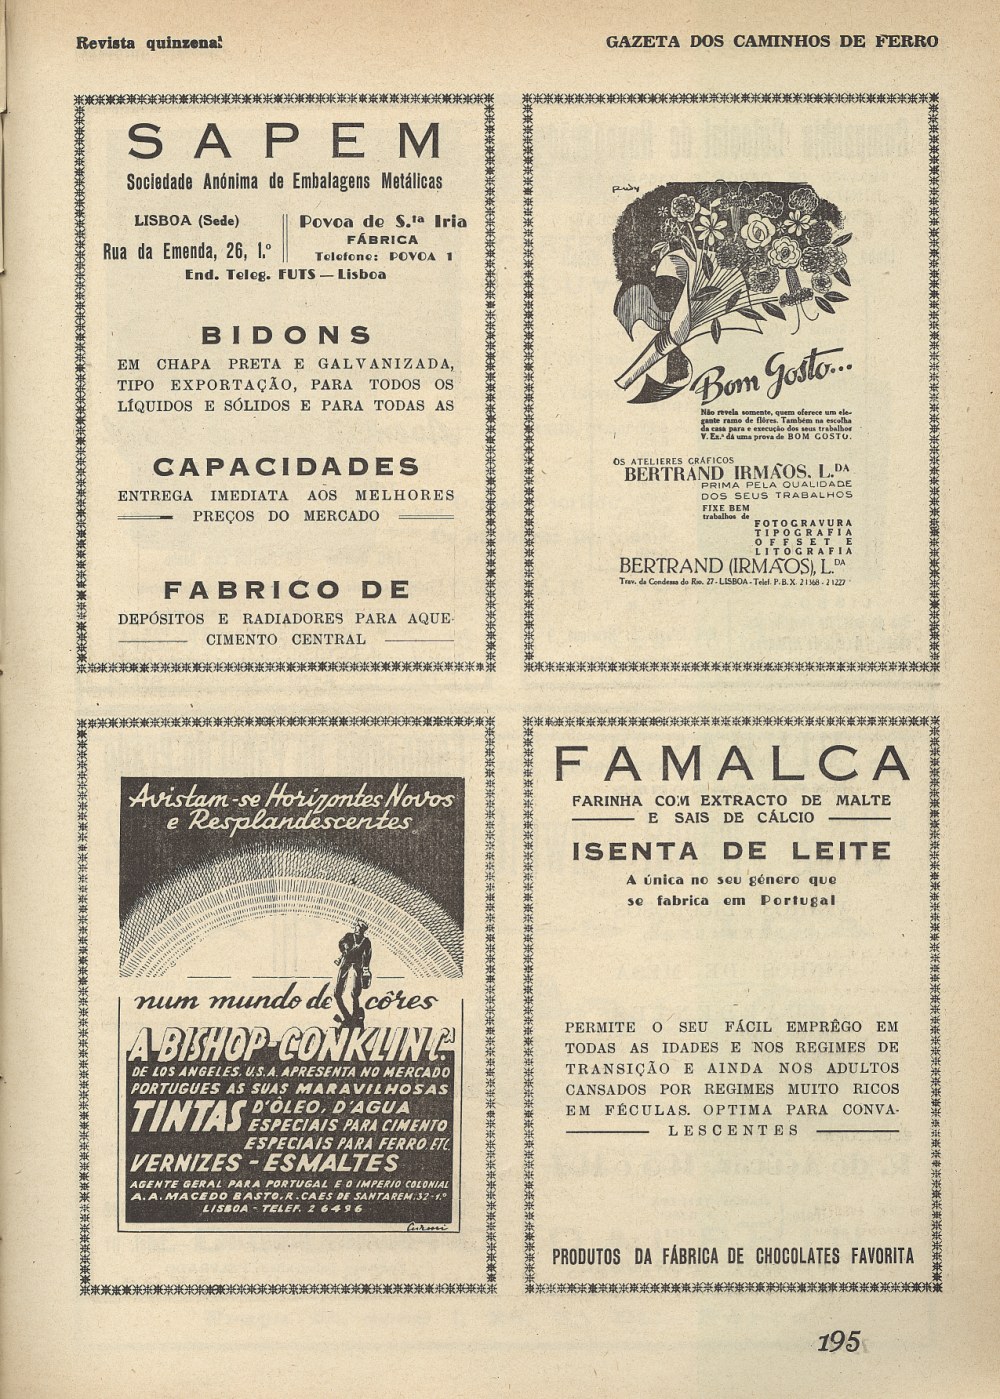 Revista quinzenal
GAZETA DOS CAMINHOS DE FERRO
SAPEM
Sociedade Anónima de Embalagens Metálicas
LISBOA (Sede)
Rua da Emenda, 26, 1.º
Povoa de S.ta Iria
FÁBRICA
Telefone: POVOA 1
End. Teleg. FUTS — Lisboa
BIDONS
EM CHAPA PRETA E GALVANIZADA,
TIPO EXPORTAÇÃO, PARA TODOS OS
LÍQUIDOS E SÓLIDOS E PARA TODAS AS
CAPACIDADES
ENTREGA IMEDIATA AOS MELHORES
PREÇOS DO MERCADO
FABRICO DE
DEPÓSITOS E RADIADORES PARA AQUE-
CIMENTO CENTRAL
Bom Gosto...
Não revela somente, quem oferece um ele-
gante ramo de flôres. Também na escolha
da casa para e execução dos seus trabalhor
V. Ex.ª dá uma prova de BOM GOSTO.
OS ATELIERES GRÁFICOS
BERTRAND IRMÃOS, L.DA
PRIMA PELA QUALIDADE
DOS SEUS TRABALHOS
FIXE BEM
trabalhos de
FOTOGRAVURA
TIPOGRAFIA
OFFSET E
LITOGRAFIA
BERTRAND (IRMÃOS), L.DA
Trav. da Condessa do Rio, 27 - LISBOA - Telef. P. B. X. 21368 - 21227
Avistam-se Horizontes Novos
e Resplandescentes
num mundo de côres
A BISHOP-CONKLIN C.ª
DE LOS ANGELES, U.S.A. APRESENTA NO MERCADO
PORTUGUES AS SUAS MARAVILHOSAS
TINTAS D'ÓLEO, D'AGUA
ESPECIAIS PARA CIMENTO
ESPECIAIS PARA FERRO ETC.
VERNIZES - ESMALTES
AGENTE GERAL PARA PORTUGAL E O IMPERIO COLONIAL
A. A. MACEDO BASTO. R. CAES DE SANTAREM. 32-1.º
LISBOA - TELEF. 26496
FAMALCA
FARINHA COM EXTRACTO DE MALTE
E SAIS DE CÁLCIO
ISENTA DE LEITE
A única no seu género que
se fabrica em Portugal
PERMITE O SEU FÁCIL EMPRÊGO EM
TODAS AS IDADES E NOS REGIMES DE
TRANSIÇÃO E AINDA NOS ADULTOS
CANSADOS POR REGIMES MUITO RICOS
EM FÉCULAS. OPTIMA PARA CONVA-
LESCENTES
PRODUTOS DA FÁBRICA DE CHOCOLATES FAVORITA
195